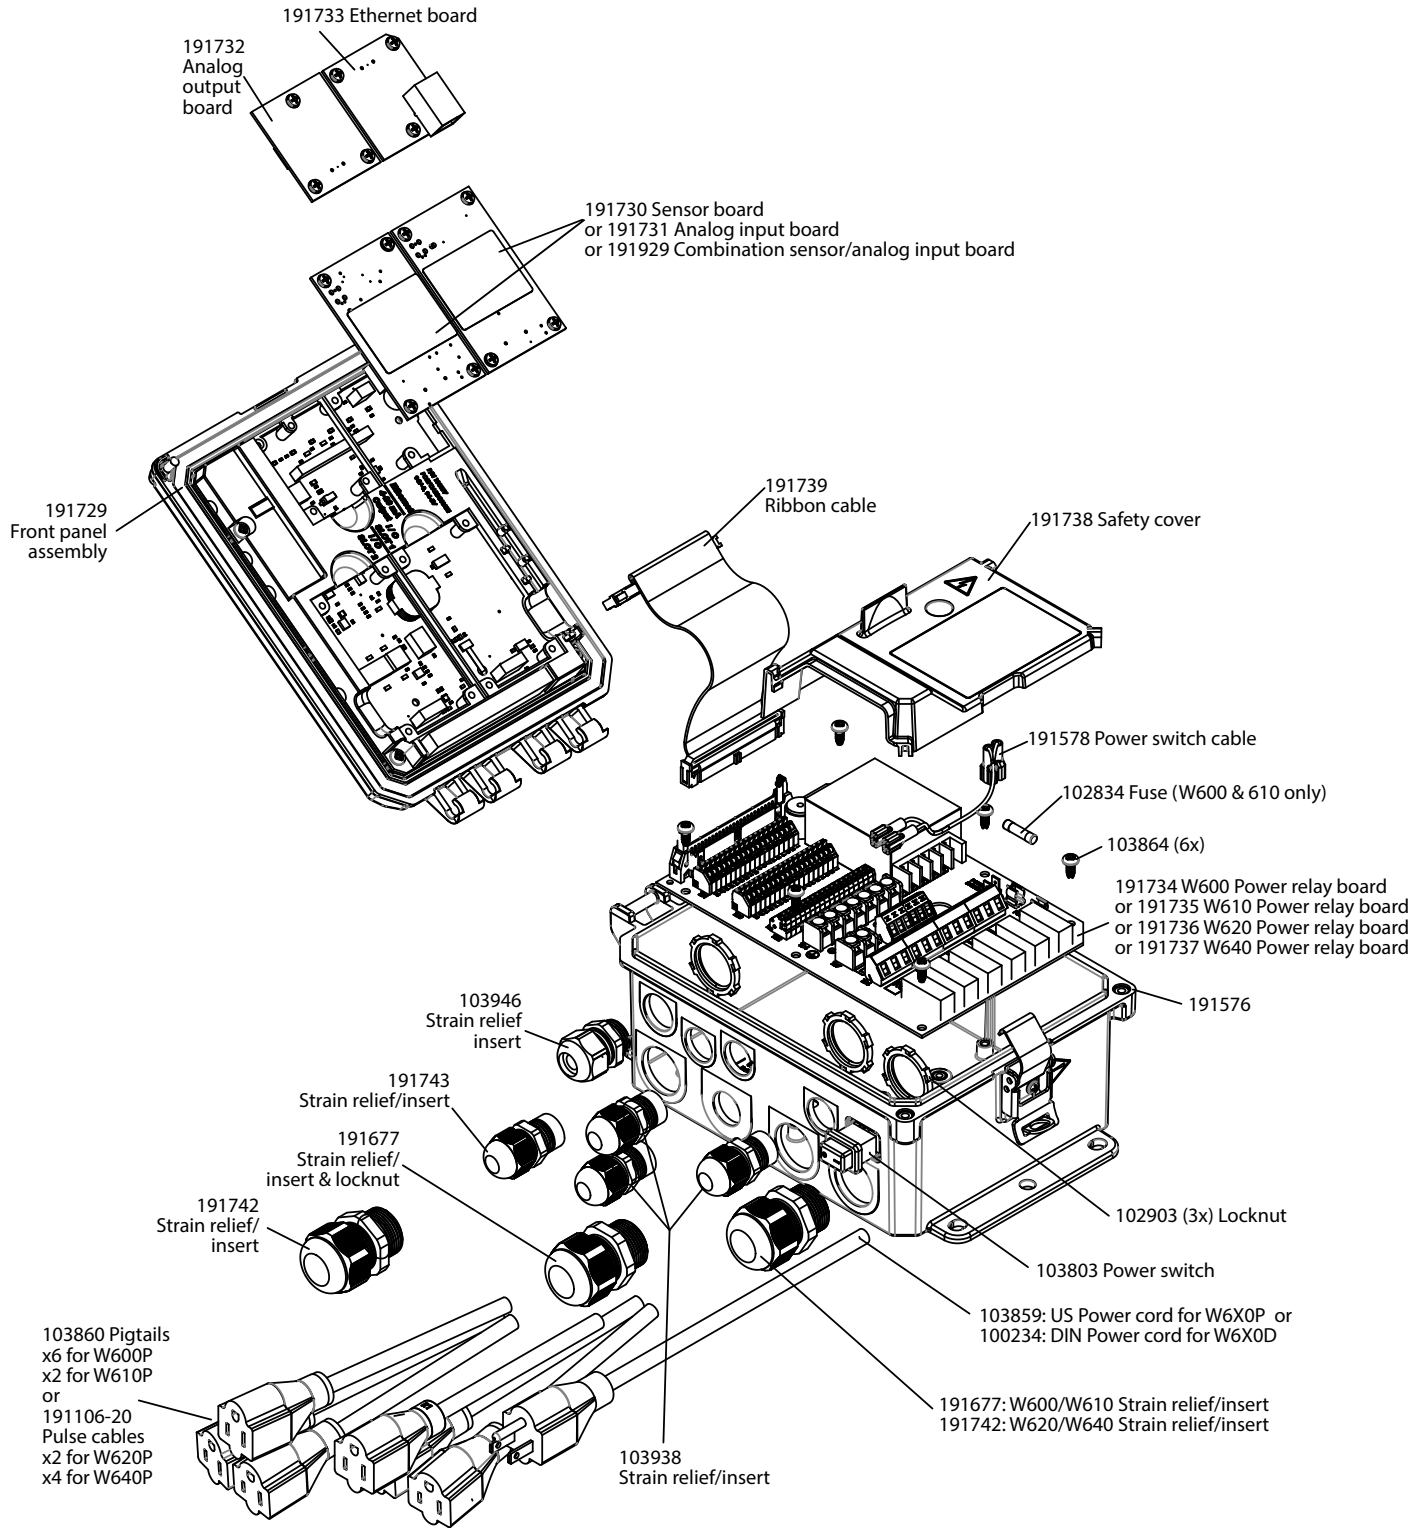 191733 Ethernet board
191732
Analog
output
board
191730 Sensor board
or 191731 Analog input board
or 191929 Combination sensor/analog input board
191729
Front panel
assembly
191739
Ribbon cable
191738 Safety cover
191578 Power switch cable
102834 Fuse (W600 & 610 only)
103864 (6x)
191734 W600 Power relay board
or 191735 W610 Power relay board
or 191736 W620 Power relay board
or 191737 W640 Power relay board
191576
103946
Strain relief
insert
191743
Strain relief/insert
191677
Strain relief/
insert & locknut
191742
Strain relief/
insert
102903 (3x) Locknut
103803 Power switch
103859: US Power cord for W6X0P or
100234: DIN Power cord for W6X0D
103860 Pigtails
x6 for W600P
x2 for W610P
or
191106-20
Pulse cables
x2 for W620P
x4 for W640P
191677: W600/W610 Strain relief/insert
191742: W620/W640 Strain relief/insert
103938
Strain relief/insert